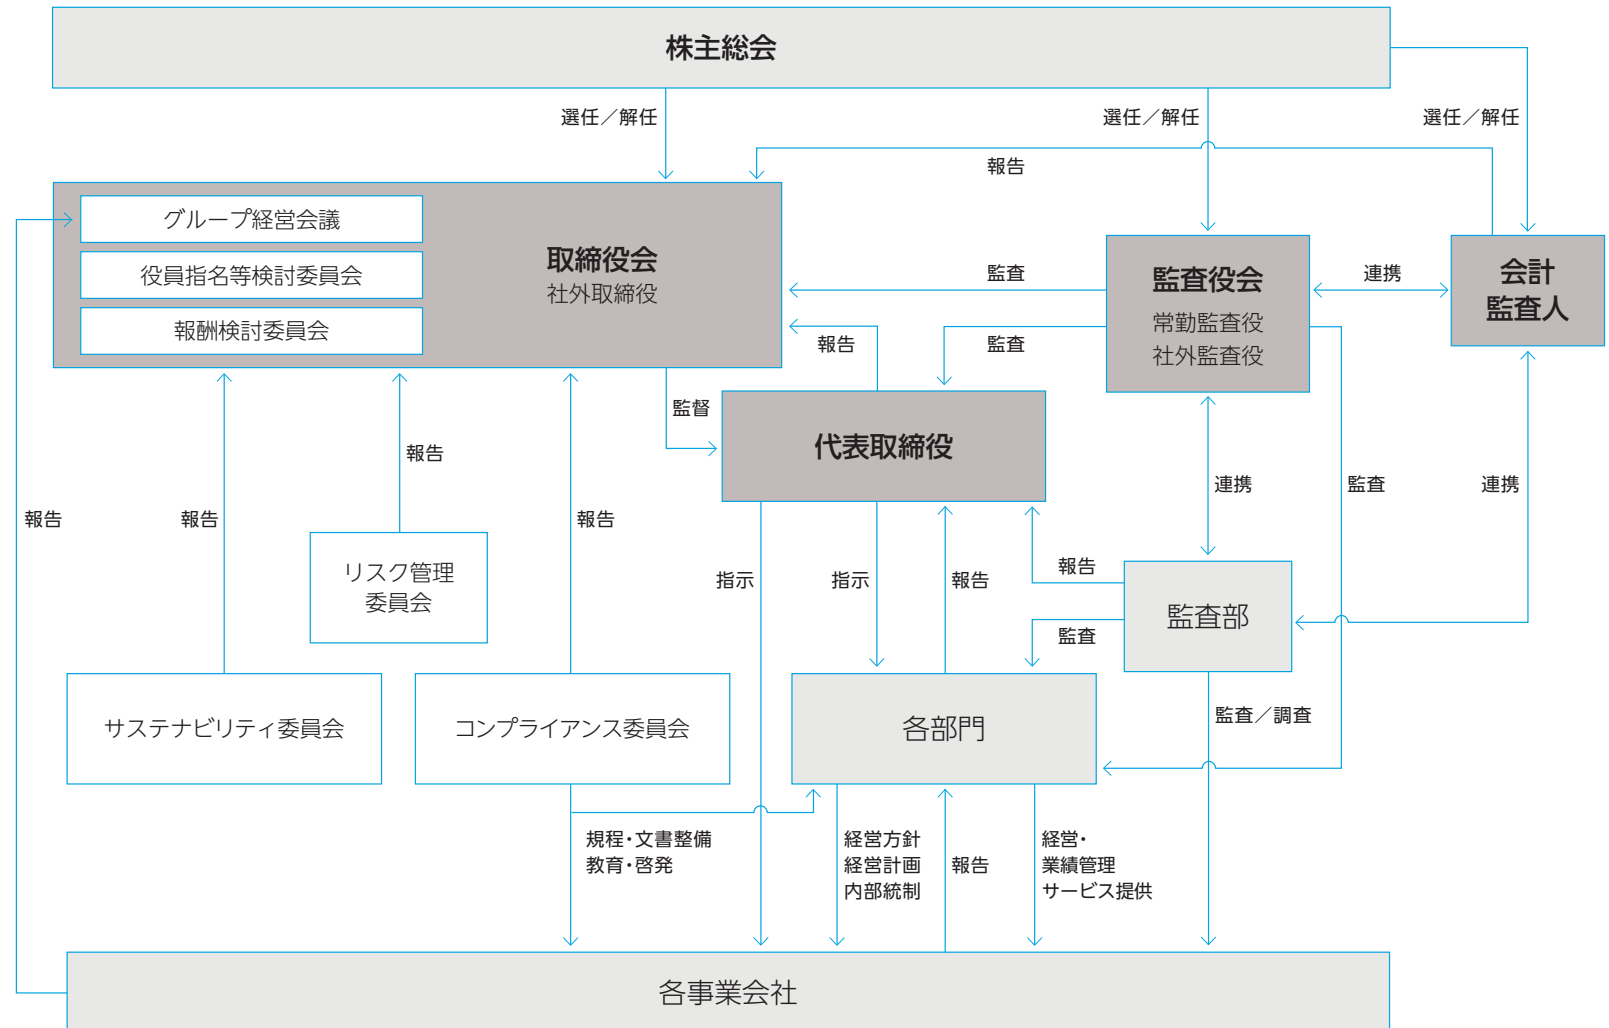 株主総会
選任／解任
選任／解任
選任／解任
報告
グループ経営会議
役員指名等検討委員会
報酬検討委員会
取締役会
社外取締役
監査
監査
報告
監査役会
常勤監査役
社外監査役
連携
会計
監査人
監督
代表取締役
報告
報告
報告
報告
連携
監査
連携
リスク管理
委員会
指示
指示
報告
報告
監査
監査部
サステナビリティ委員会
コンプライアンス委員会
各部門
監査／調査
規程・文書整備
教育・啓発
経営方針
経営計画
内部統制
報告
経営・
業績管理
サービス提供
各事業会社